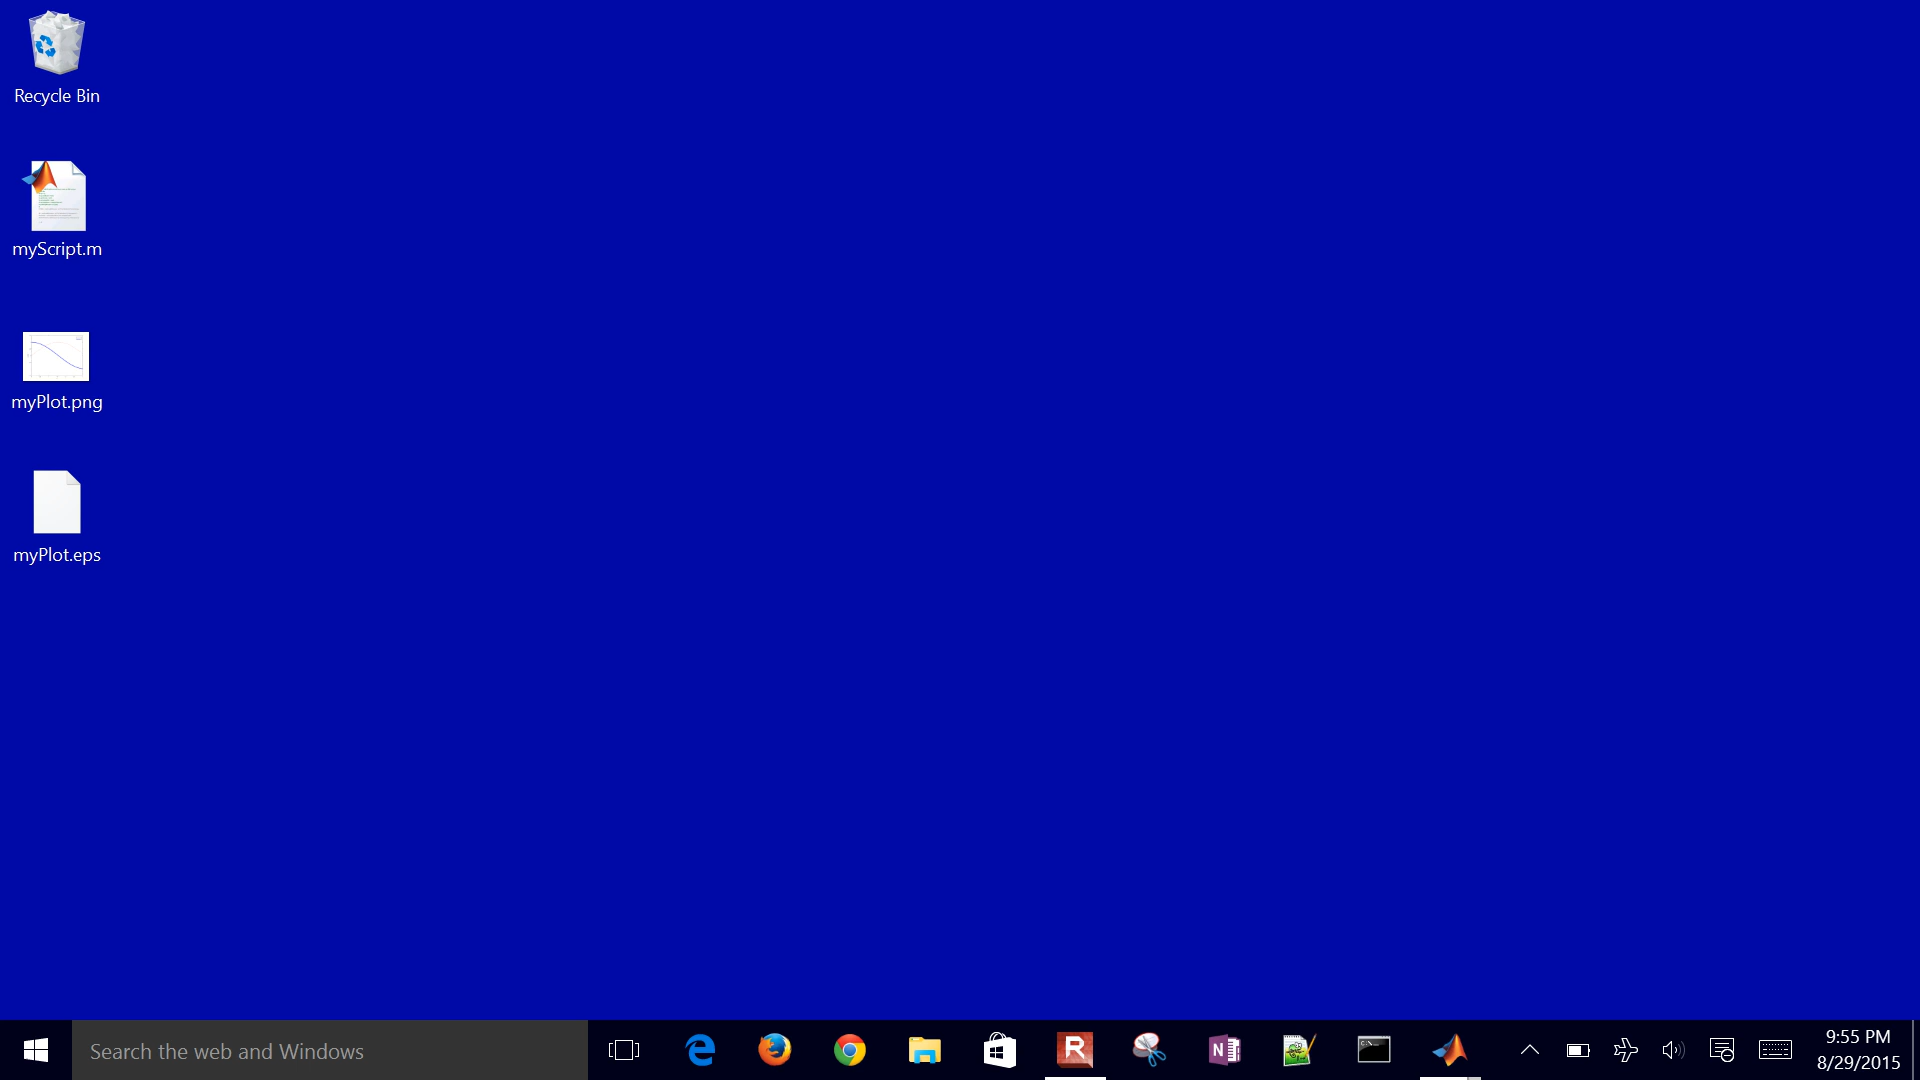 Recycle Bin
myScript.m
myPlot.png
myPlot.eps
Search the web and Windows
9:55 PM
8/29/2015